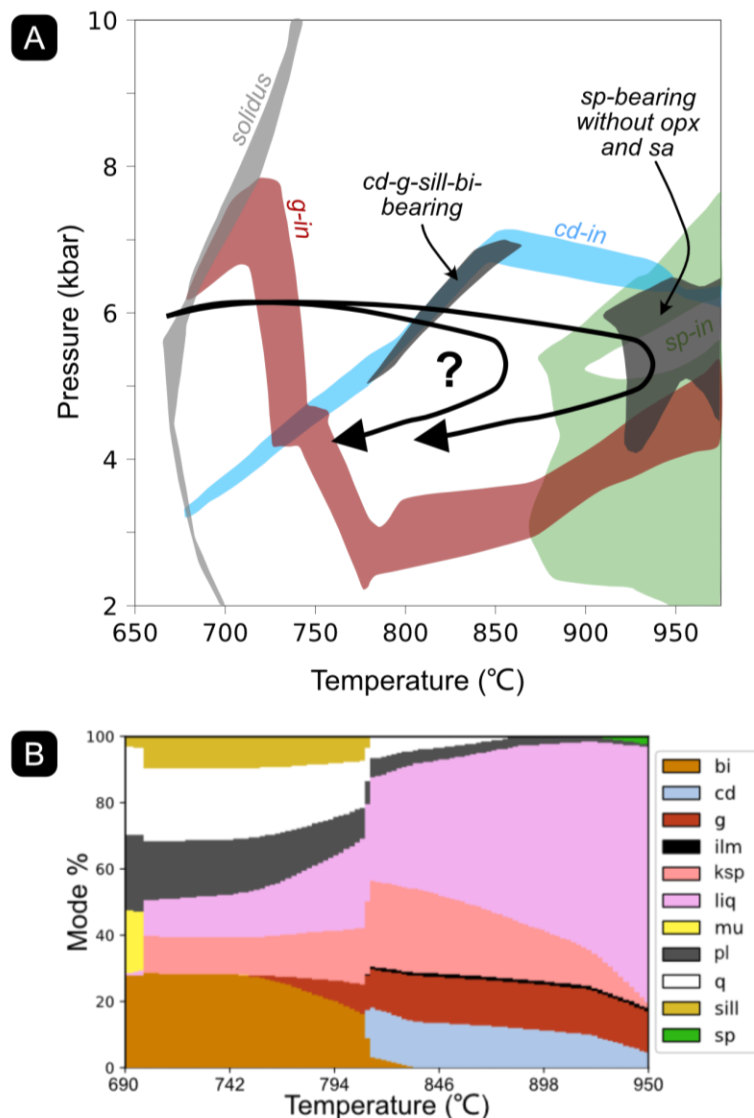 A
10
8
6
4
2
Pressure (kbar)
solidus
g-in
cd-g-sill-bi-
bearing
sp-bearing
without opx
and sa
cd-in
sp-in
?
650 700 750 800 850 900 950
Temperature (℃)
B
100
80
60
40
20
0
Mode %
690 742 794 846 898 950
Temperature (℃)
bi
cd
g
ilm
ksp
liq
mu
pl
q
sill
sp